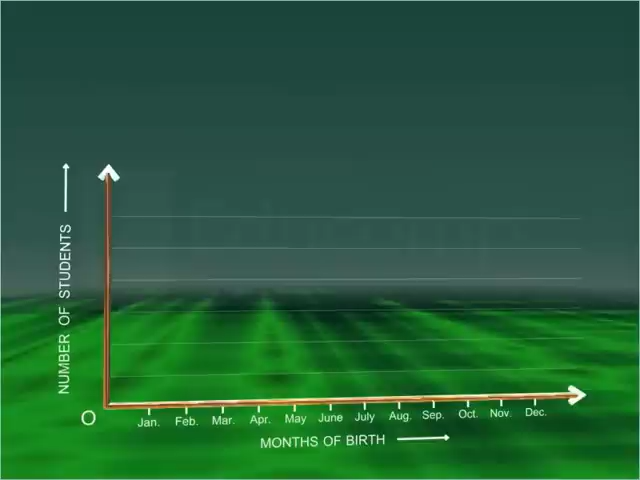 NUMBER OF STUDENTS
O
Jan. Feb. Mar. Apr. May June July Aug. Sep. Oct. Nov. Dec.
MONTHS OF BIRTH